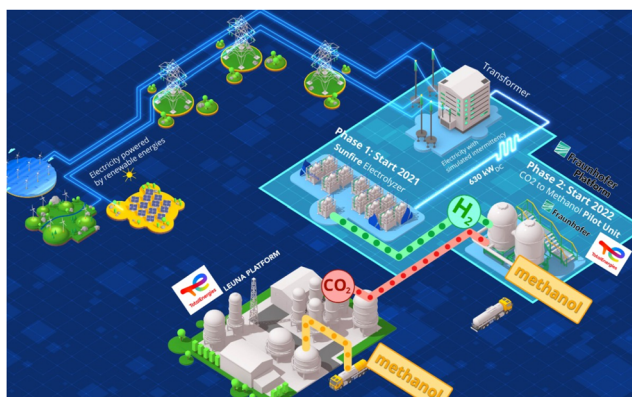 Transformer
Electricity powered
by renewable energies
Phase 1: Start 2021
Sunfire Electrolyzer
Electricity with
simulated intermittency
630 kW DC
Fraunhofer
Platform
Phase 2: Start 2022
CO2 to Methanol Pilot Unit
Fraunhofer
H2
TotalEnergies
methanol
CO2
TotalEnergies
LEUNA PLATFORM
methanol